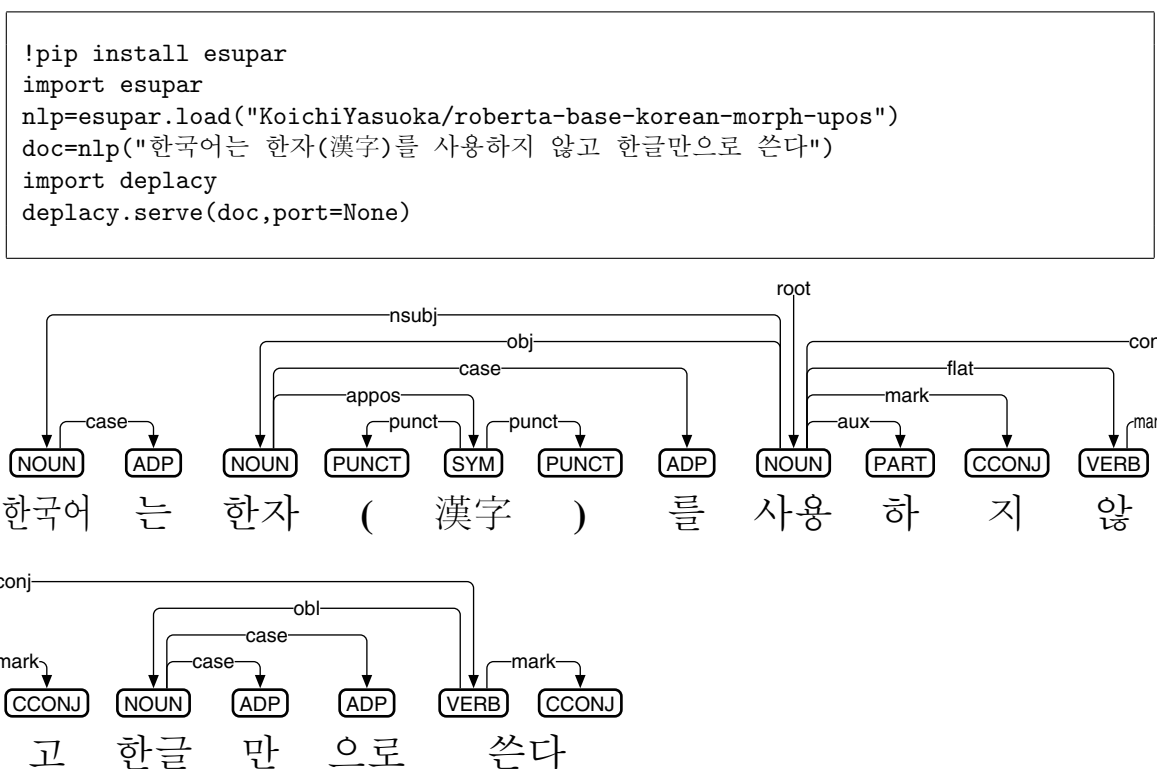 !pip install esupar
import esupar
nlp=esupar.load("KoichiYasuoka/roberta-base-korean-morph-upos")
doc=nlp("한국어는 한자(漢字)를 사용하지 않고 한글만으로 쓴다")
import deplacy
deplacy.serve(doc,port=None)
root
nsubj
obj
con
case flat
appos mark
case punct punct aux mar
NOUN ADP NOUN PUNCT SYM PUNCT ADP NOUN PART CCONJ VERB
한국어 는 한자 ( 漢字 ) 를 사용 하 지 않
conj
obl
case
mark case mark
CCONJ NOUN ADP ADP VERB CCONJ
고 한글 만 으로 쓴다